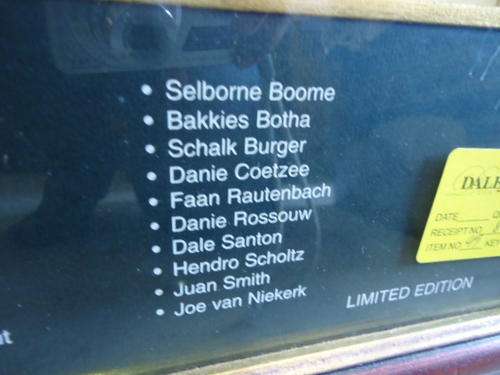 • Selborne Boome
• Bakkies Botha
• Schalk Burger
• Danie Coetzee
• Faan Rautenbach
• Danie Rossouw
• Dale Santon
• Hendro Scholtz
• Juan Smith
• Joe van Niekerk
LIMITED EDITION
DATE
RECEIPT NO.
ITEM NO.